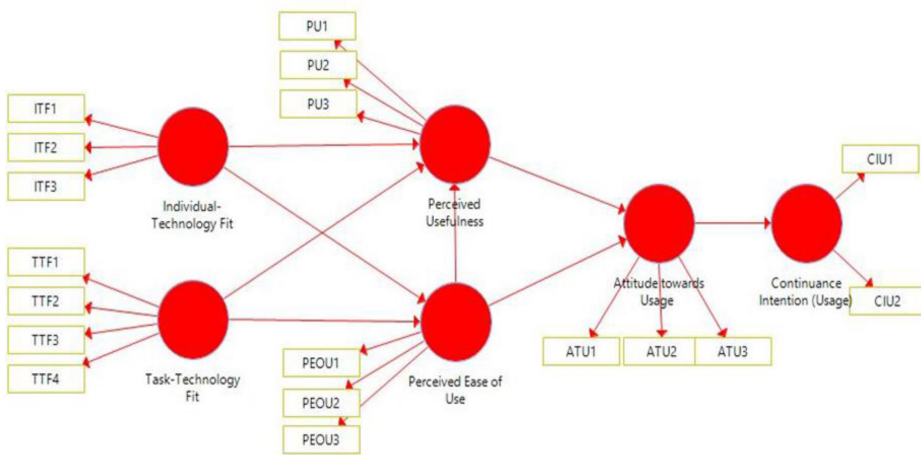 PU1
PU2
PU3
ITF1
ITF2
ITF3
Individual-
Technology Fit
Perceived
Usefulness
CIU1
CIU2
Attitude towards
Usage
Continuance
Intention (Usage)
ATU1
ATU2
ATU3
TTF1
TTF2
TTF3
TTF4
Task-Technology
Fit
PEOU1
PEOU2
PEOU3
Perceived Ease of
Use